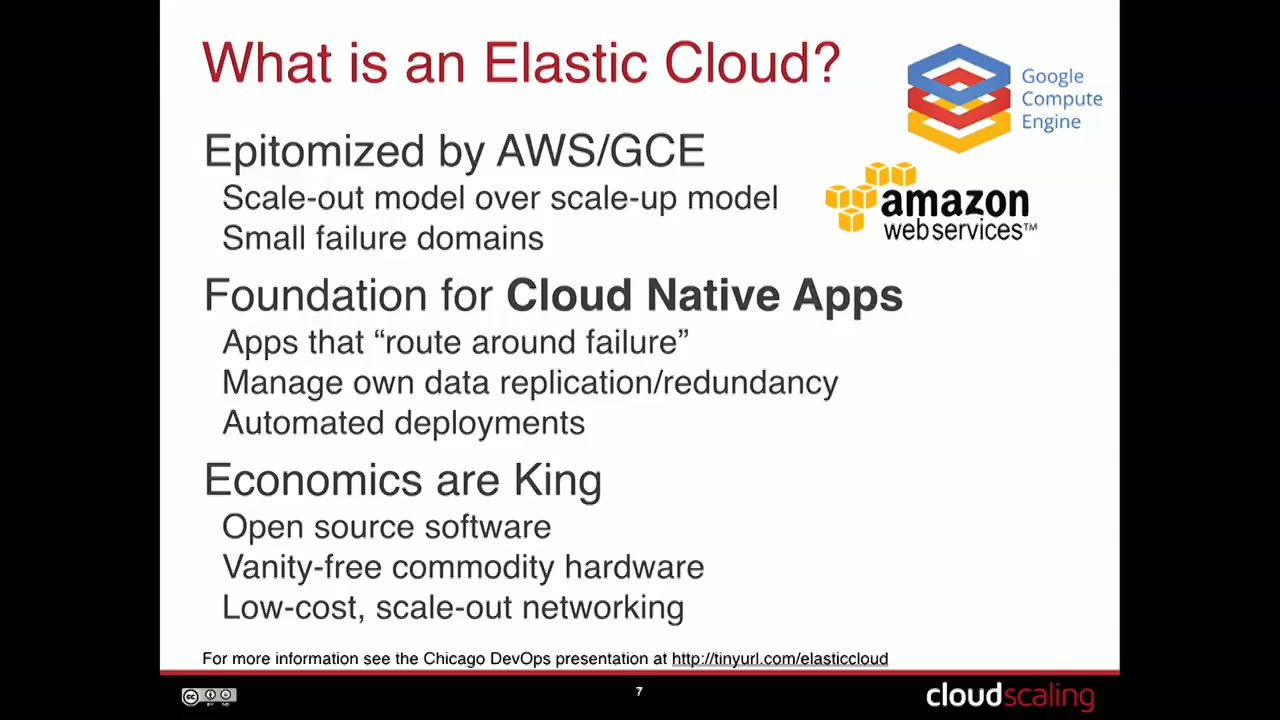 What is an Elastic Cloud?
Google
Compute
Engine
Epitomized by AWS/GCE
Scale-out model over scale-up model
Small failure domains
amazon
webservices™
Foundation for Cloud Native Apps
Apps that “route around failure”
Manage own data replication/redundancy
Automated deployments
Economics are King
Open source software
Vanity-free commodity hardware
Low-cost, scale-out networking
For more information see the Chicago DevOps presentation at http://tinyurl.com/elasticcloud
cc BY ND
7
cloudscaling